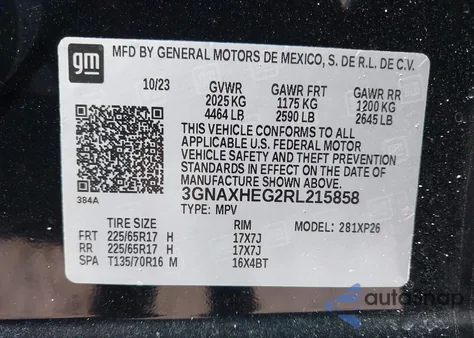 gm
MFD BY GENERAL MOTORS DE MEXICO, S. DE R.L. DE C.V.
10/23 GVWR GAWR FRT GAWR RR
2025 KG 1175 KG 1200 KG
4464 LB 2590 LB 2645 LB
THIS VEHICLE CONFORMS TO ALL
APPLICABLE U.S. FEDERAL MOTOR
VEHICLE SAFETY AND THEFT PREVENTION
STANDARDS IN EFFECT ON THE DATE OF
MANUFACTURE SHOWN ABOVE.
384A
3GNAXHEG2RL215858
TYPE: MPV MODEL: 281XP26
TIRE SIZE RIM
FRT 225/65R17 H 17X7J
RR 225/65R17 H 17X7J
SPA T135/70R16 M 16X4BT
autosnap